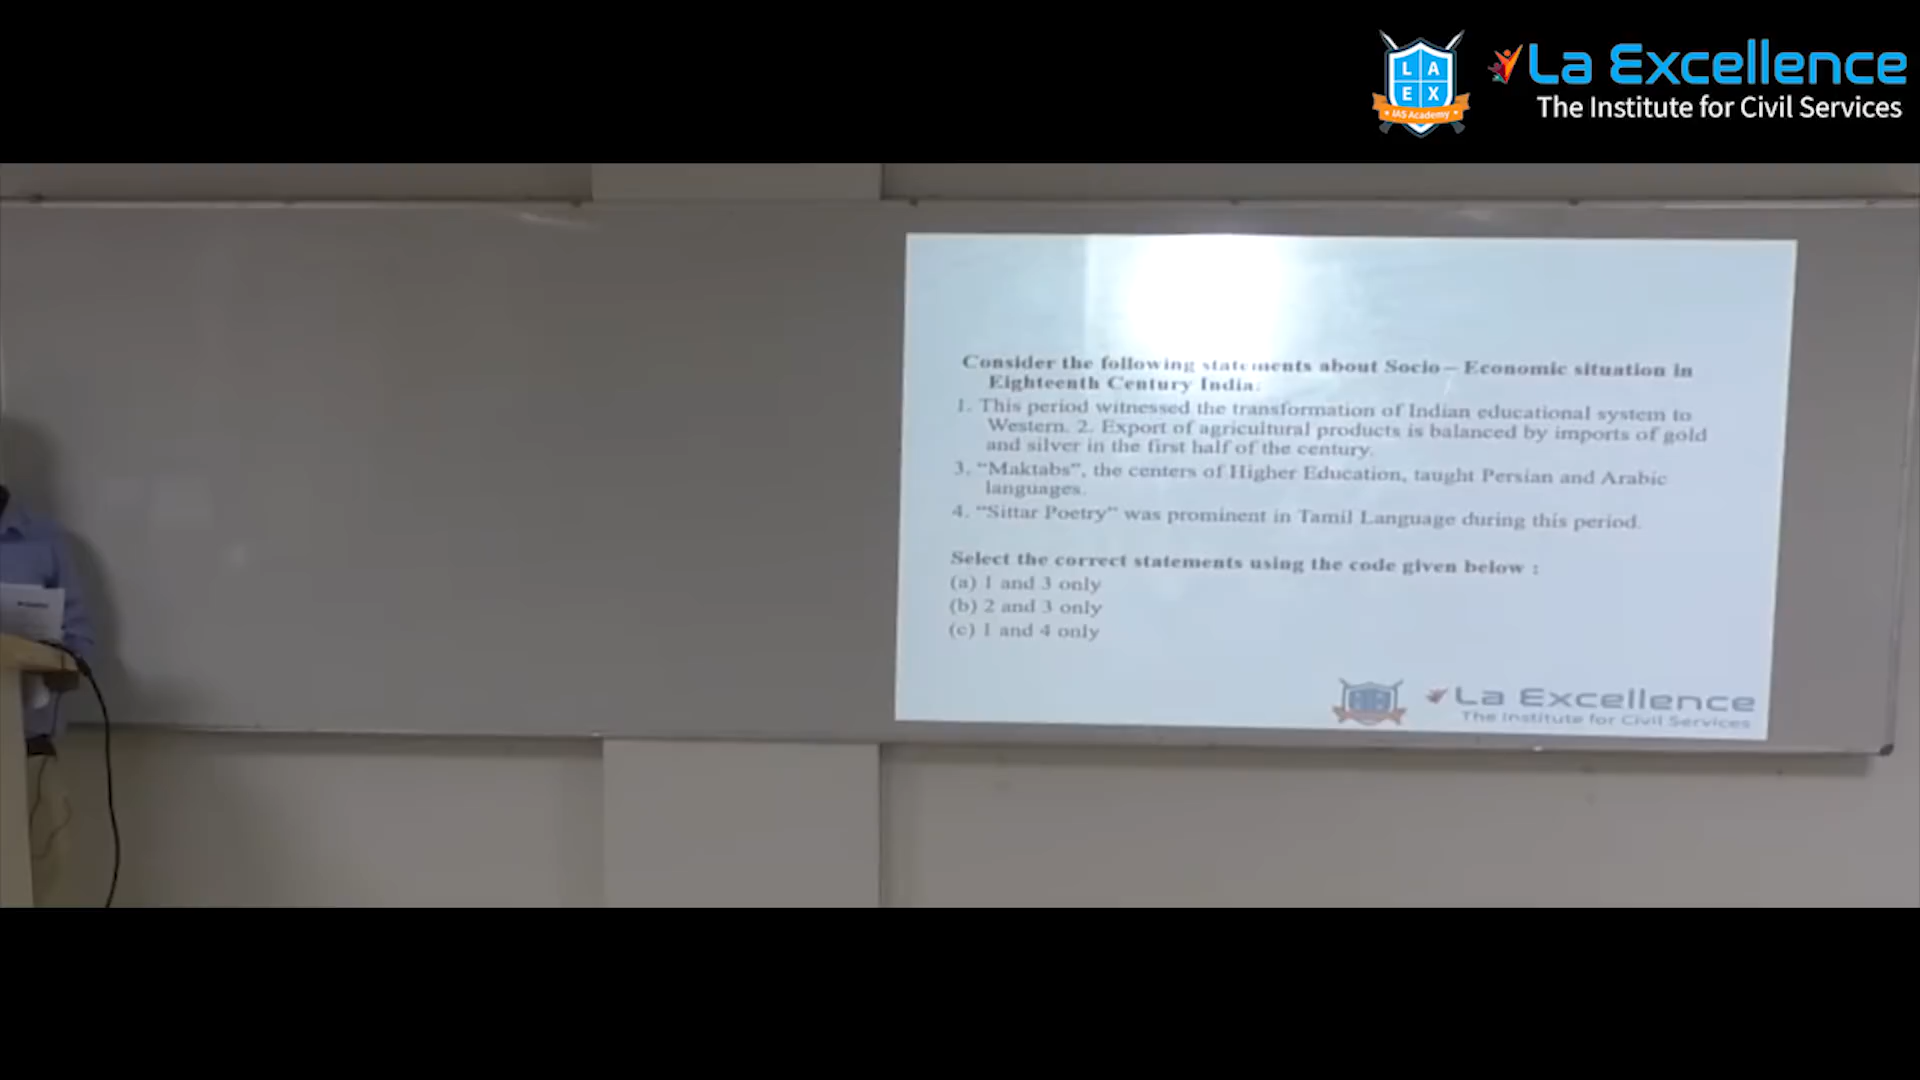 L A
E X
IAS Academy
La Excellence
The Institute for Civil Services
Consider the following statements about Socio – Economic situation in
Eighteenth Century India:
1. This period witnessed the transformation of Indian educational system to
Western. 2. Export of agricultural products is balanced by imports of gold
and silver in the first half of the century.
3. “Maktabs”, the centers of Higher Education, taught Persian and Arabic
languages.
4. “Sittar Poetry” was prominent in Tamil Language during this period.
Select the correct statements using the code given below :
(a) 1 and 3 only
(b) 2 and 3 only
(c) 1 and 4 only
La Excellence
The Institute for Civil Services